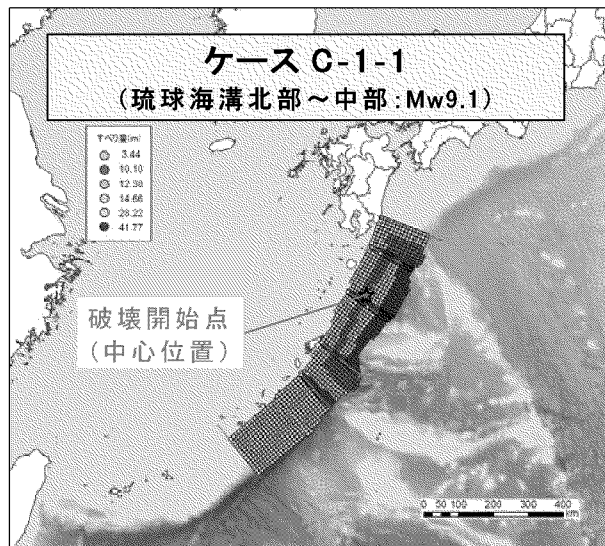 ケース C-1-1
(琉球海溝北部～中部:Mw9.1)
すべり量(m)
3.44
10.10
12.38
14.66
28.22
41.77
破壊開始点
(中心位置)
0 50 100 200 300 400
km